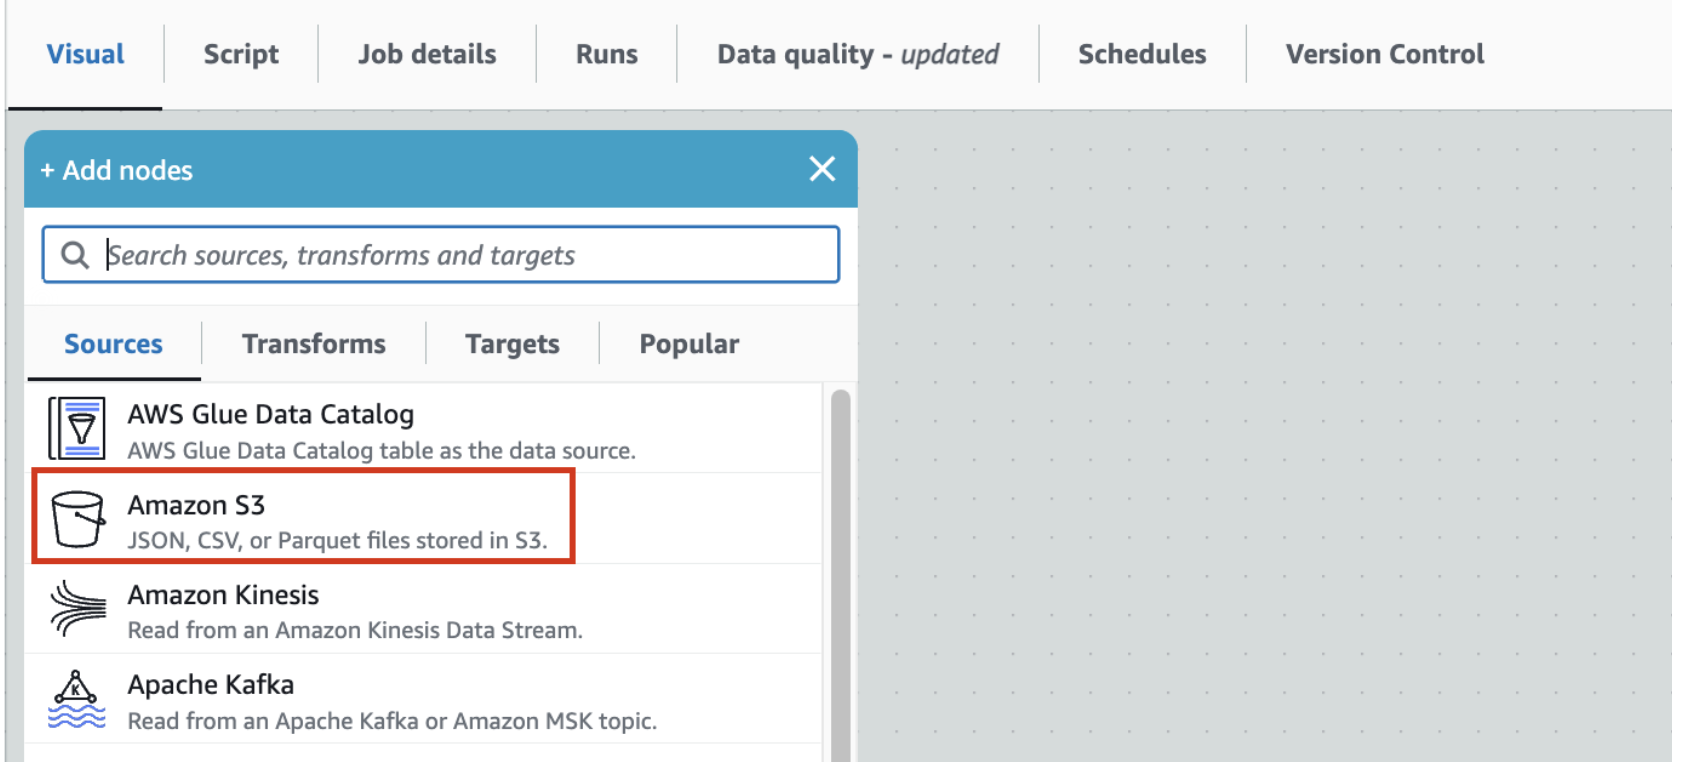 Visual Script Job details Runs Data quality - updated Schedules Version Control
+ Add nodes
Search sources, transforms and targets
Sources Transforms Targets Popular
AWS Glue Data Catalog
AWS Glue Data Catalog table as the data source.
Amazon S3
JSON, CSV, or Parquet files stored in S3.
Amazon Kinesis
Read from an Amazon Kinesis Data Stream.
K
Apache Kafka
Read from an Apache Kafka or Amazon MSK topic.